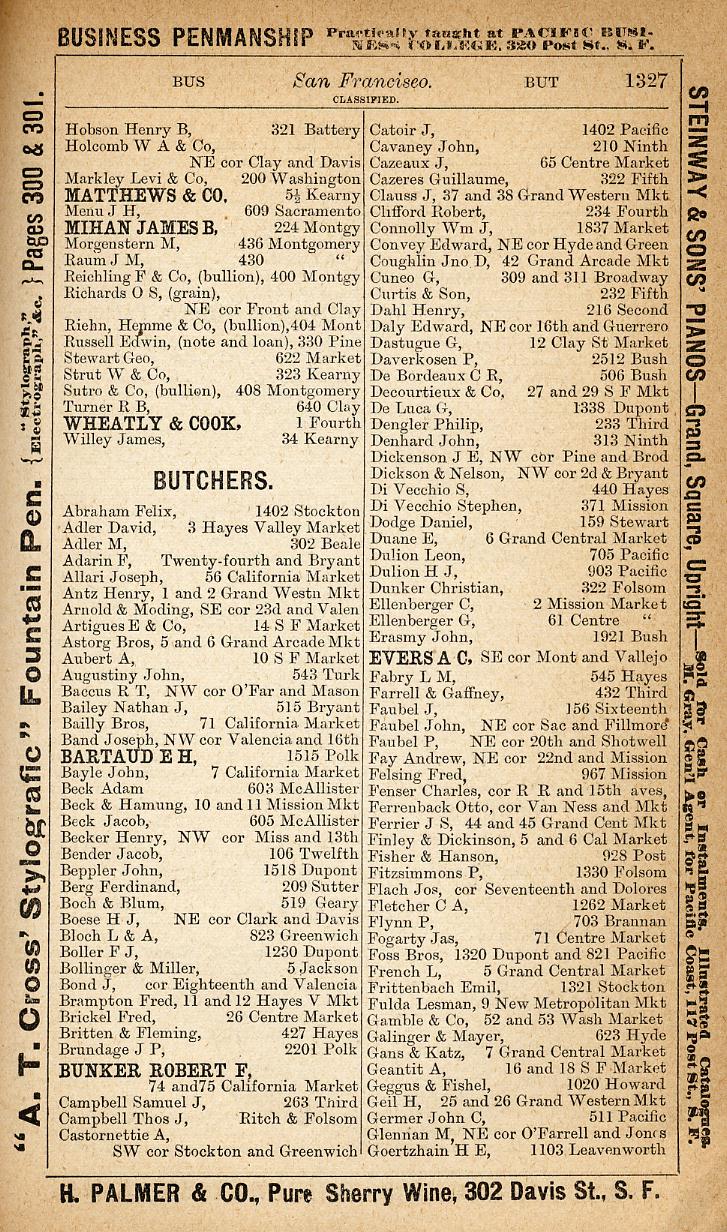 BUSINESS PENMANSHIP Practically taught at PACIFIC BUSI-
NESS COLLEGE, 320 Post St., S. F.
BUS San Francisco. BUT 1327
CLASSIFIED.
Hobson Henry B, 321 Battery
Holcomb W A & Co,
NE cor Clay and Davis
Markley Levi & Co, 200 Washington
MATTHEWS & CO, 5½ Kearny
Menu J H, 609 Sacramento
MIHAN JAMES B, 224 Montgy
Morgenstern M, 436 Montgomery
Raum J M, 430 "
Reichling F & Co, (bullion), 400 Montgy
Richards O S, (grain),
NE cor Front and Clay
Riehn, Hemme & Co, (bullion),404 Mont
Russell Edwin, (note and loan), 330 Pine
Stewart Geo, 622 Market
Strut W & Co, 323 Kearny
Sutro & Co, (bullion), 408 Montgomery
Turner R B, 640 Clay
WHEATLY & COOK, 1 Fourth
Willey James, 34 Kearny
BUTCHERS.
Abraham Felix, 1402 Stockton
Adler David, 3 Hayes Valley Market
Adler M, 302 Beale
Adarin F, Twenty-fourth and Bryant
Allari Joseph, 56 California Market
Antz Henry, 1 and 2 Grand Westn Mkt
Arnold & Moding, SE cor 23d and Valen
Artigues E & Co, 14 S F Market
Astorg Bros, 5 and 6 Grand Arcade Mkt
Aubert A, 10 S F Market
Augustiny John, 543 Turk
Baccus R T, NW cor O'Far and Mason
Bailey Nathan J, 515 Bryant
Bailly Bros, 71 California Market
Band Joseph, NW cor Valencia and 16th
BARTAUD E H, 1515 Polk
Bayle John, 7 California Market
Beck Adam 603 McAllister
Beck & Hamung, 10 and 11 Mission Mkt
Beck Jacob, 605 McAllister
Becker Henry, NW cor Miss and 13th
Bender Jacob, 106 Twelfth
Beppler John, 1518 Dupont
Berg Ferdinand, 209 Sutter
Boch & Blum, 519 Geary
Boese H J, NE cor Clark and Davis
Bloch L & A, 823 Greenwich
Boller F J, 1230 Dupont
Bollinger & Miller, 5 Jackson
Bond J, cor Eighteenth and Valencia
Brampton Fred, 11 and 12 Hayes V Mkt
Brickel Fred, 26 Centre Market
Britten & Fleming, 427 Hayes
Brundage J P, 2201 Polk
BUNKER ROBERT F,
74 and75 California Market
Campbell Samuel J, 263 Third
Campbell Thos J, Ritch & Folsom
Castornettie A,
SW cor Stockton and Greenwich
Catoir J, 1402 Pacific
Cavaney John, 210 Ninth
Cazeaux J, 65 Centre Market
Cazeres Guillaume, 322 Fifth
Clauss J, 37 and 38 Grand Western Mkt
Clifford Robert, 234 Fourth
Connolly Wm J, 1837 Market
Convey Edward, NE cor Hyde and Green
Coughlin Jno D, 42 Grand Arcade Mkt
Cuneo G, 309 and 311 Broadway
Curtis & Son, 232 Fifth
Dahl Henry, 216 Second
Daly Edward, NE cor 16th and Guerrero
Dastugue G, 12 Clay St Market
Daverkosen P, 2512 Bush
De Bordeaux C R, 506 Bush
Decourtieux & Co, 27 and 29 S F Mkt
De Luca G, 1338 Dupont
Dengler Philip, 233 Third
Denhard John, 313 Ninth
Dickenson J E, NW cor Pine and Brod
Dickson & Nelson, NW cor 2d & Bryant
Di Vecchio S, 440 Hayes
Di Vecchio Stephen, 371 Mission
Dodge Daniel, 159 Stewart
Duane E, 6 Grand Central Market
Dulion Leon, 705 Pacific
Dulion H J, 903 Pacific
Dunker Christian, 322 Folsom
Ellenberger C, 2 Mission Market
Ellenberger G, 61 Centre "
Erasmy John, 1921 Bush
EVERS A C, SE cor Mont and Vallejo
Fabry L M, 545 Hayes
Farrell & Gaffney, 432 Third
Faubel J, 156 Sixteenth
Faubel John, NE cor Sac and Fillmore
Faubel P, NE cor 20th and Shotwell
Fay Andrew, NE cor 22nd and Mission
Felsing Fred, 967 Mission
Fenser Charles, cor R R and 15th aves,
Ferrenback Otto, cor Van Ness and Mkt
Ferrier J S, 44 and 45 Grand Cent Mkt
Finley & Dickinson, 5 and 6 Cal Market
Fisher & Hanson, 928 Post
Fitzsimmons P, 1330 Folsom
Flach Jos, cor Seventeenth and Dolores
Fletcher C A, 1262 Market
Flynn P, 703 Brannan
Fogarty Jas, 71 Centre Market
Foss Bros, 1320 Dupont and 821 Pacific
French L, 5 Grand Central Market
Frittenbach Emil, 1321 Stockton
Fulda Lesman, 9 New Metropolitan Mkt
Gamble & Co, 52 and 53 Wash Market
Galinger & Mayer, 623 Hyde
Gans & Katz, 7 Grand Central Market
Geantit A, 16 and 18 S F Market
Geggus & Fishel, 1020 Howard
Geil H, 25 and 26 Grand Western Mkt
Germer John C, 511 Pacific
Glennan M, NE cor O'Farrell and Jones
Goertzhain H E, 1103 Leavenworth
"A. T. Cross' Stylografic" Fountain Pen. { "Stylograph," Electrograph," &c. } Pages 300 & 301.
STEINWAY & SONS' PIANOS—Grand, Square, Upright—Sold for Cash or Instalments. Illustrated Catalogues.
M. Gray, Gen'l Agent, for Pacific Coast, 117 Post St., S. F.
H. PALMER & CO., Pure Sherry Wine, 302 Davis St., S. F.